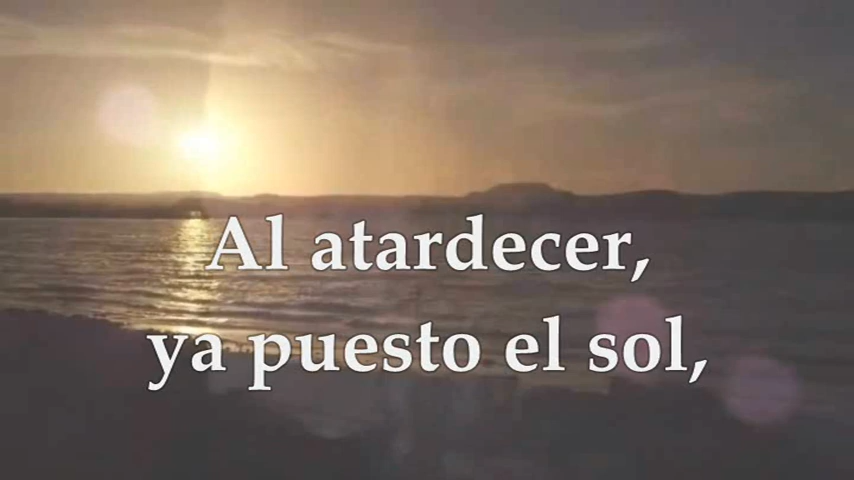 Al atardecer,
ya puesto el sol,